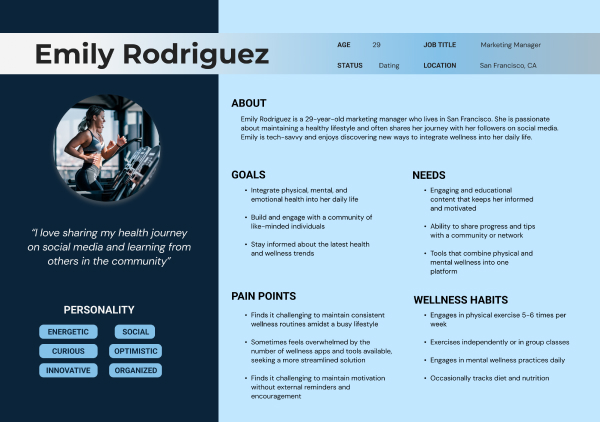 Emily Rodriguez
AGE 29 JOB TITLE Marketing Manager
STATUS Dating LOCATION San Francisco, CA
“I love sharing my health journey
on social media and learning from
others in the community”
PERSONALITY
ENERGETIC SOCIAL
CURIOUS OPTIMISTIC
INNOVATIVE ORGANIZED
ABOUT
Emily Rodriguez is a 29-year-old marketing manager who lives in San Francisco. She is passionate
about maintaining a healthy lifestyle and often shares her journey with her followers on social media.
Emily is tech-savvy and enjoys discovering new ways to integrate wellness into her daily life.
GOALS
• Integrate physical, mental, and
emotional health into her daily life
• Build and engage with a community of
like-minded individuals
• Stay informed about the latest health
and wellness trends
NEEDS
• Engaging and educational
content that keeps her informed
and motivated
• Ability to share progress and tips
with a community or network
• Tools that combine physical and
mental wellness into one
platform
PAIN POINTS
• Finds it challenging to maintain consistent
wellness routines amidst a busy lifestyle
• Sometimes feels overwhelmed by the
number of wellness apps and tools available,
seeking a more streamlined solution
• Finds it challenging to maintain motivation
without external reminders and
encouragement
WELLNESS HABITS
• Engages in physical exercise 5-6 times per
week
• Exercises independently or in group classes
• Engages in mental wellness practices daily
• Occasionally tracks diet and nutrition